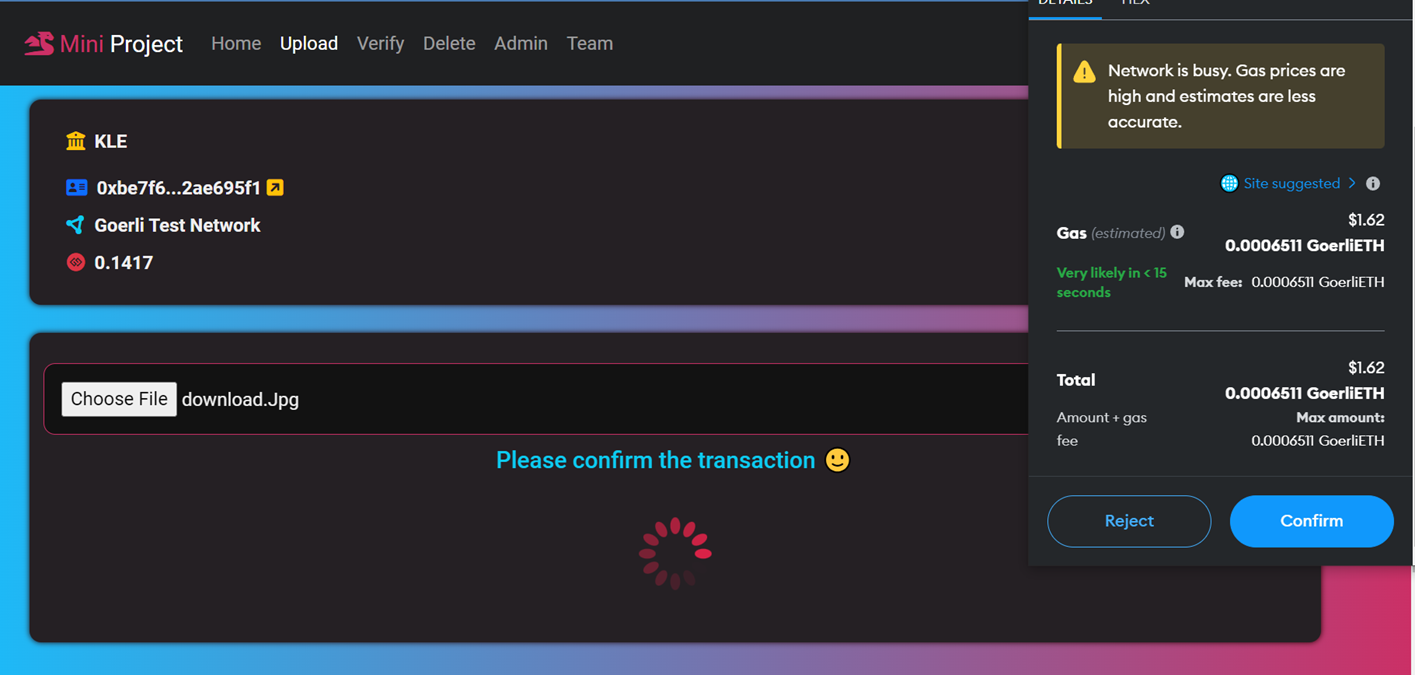 Mini Project Home Upload Verify Delete Admin Team
KLE
0xbe7f6...2ae695f1
Goerli Test Network
0.1417
Choose File download.Jpg
Please confirm the transaction
DETAILS HEX
Network is busy. Gas prices are
high and estimates are less
accurate.
Site suggested >
$1.62
Gas (estimated)
0.0006511 GoerliETH
Very likely in < 15
seconds
Max fee: 0.0006511 GoerliETH
$1.62
Total
0.0006511 GoerliETH
Amount + gas
fee
Max amount:
0.0006511 GoerliETH
Reject Confirm